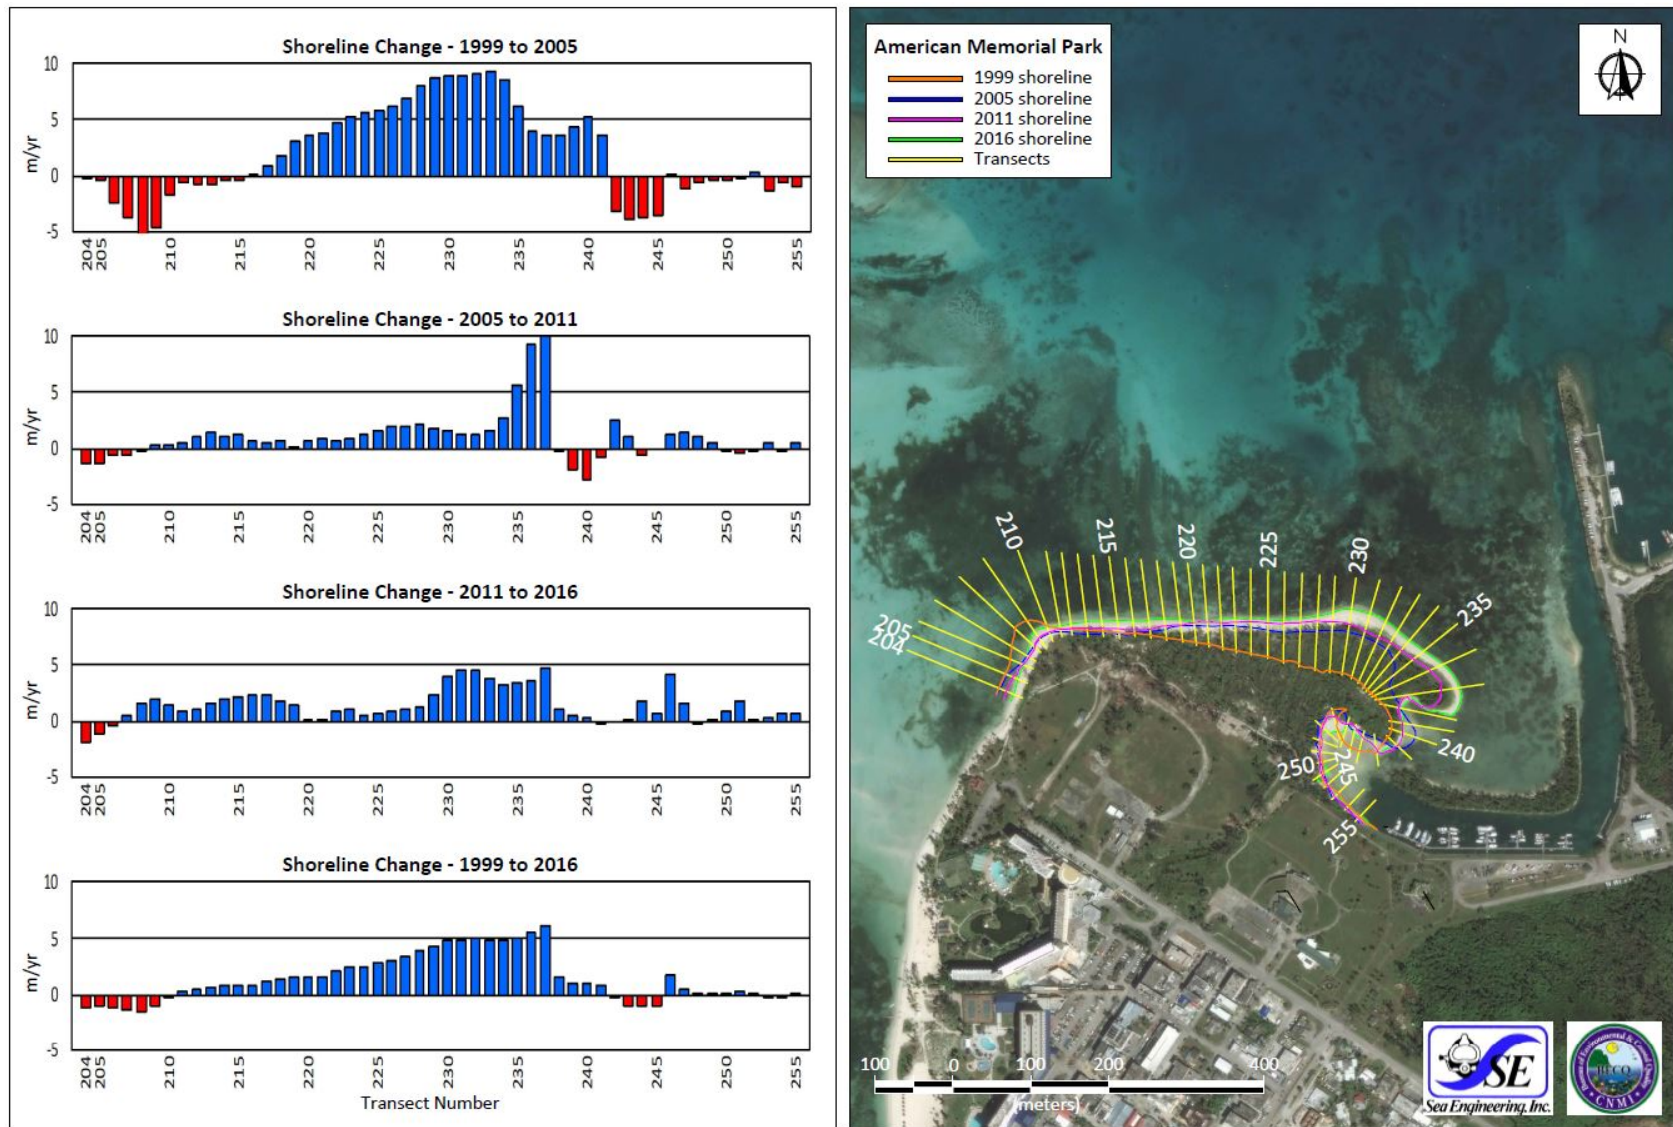 Shoreline Change - 1999 to 2005
m/yr
10
5
0
-5
204 205 210 215 220 225 230 235 240 245 250 255
Shoreline Change - 2005 to 2011
m/yr
10
5
0
-5
204 205 210 215 220 225 230 235 240 245 250 255
Shoreline Change - 2011 to 2016
m/yr
10
5
0
-5
204 205 210 215 220 225 230 235 240 245 250 255
Shoreline Change - 1999 to 2016
m/yr
10
5
0
-5
204 205 210 215 220 225 230 235 240 245 250 255
Transect Number
American Memorial Park
1999 shoreline
2005 shoreline
2011 shoreline
2016 shoreline
Transects
N
204
205
210
215
220
225
230
235
240
245
250
255
100 0 100 200 400
(meters)
SE
Sea Engineering, Inc.
CNMI